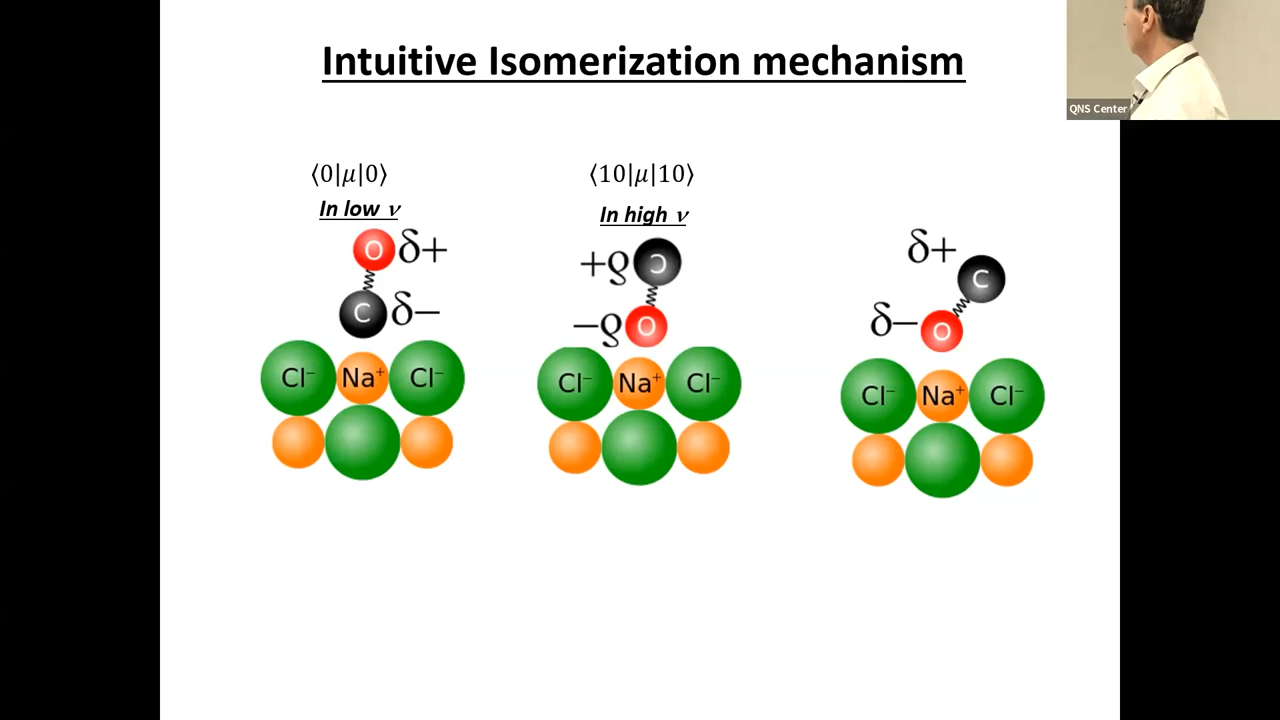 Intuitive Isomerization mechanism
QNS Center
⟨0|μ|0⟩
In low ν
O δ+
C δ−
Cl⁻ Na⁺ Cl⁻
⟨10|μ|10⟩
In high ν
+δ C
−δ O
Cl⁻ Na⁺ Cl⁻
δ+ C
δ− O
Cl⁻ Na⁺ Cl⁻